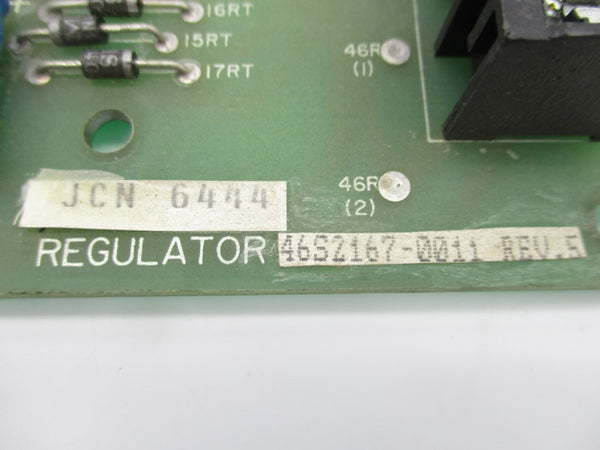 16RT
15RT
17RT
46R
(1)
46R
(2)
JCN 6444
REGULATOR 46S2167-0011 REV.5